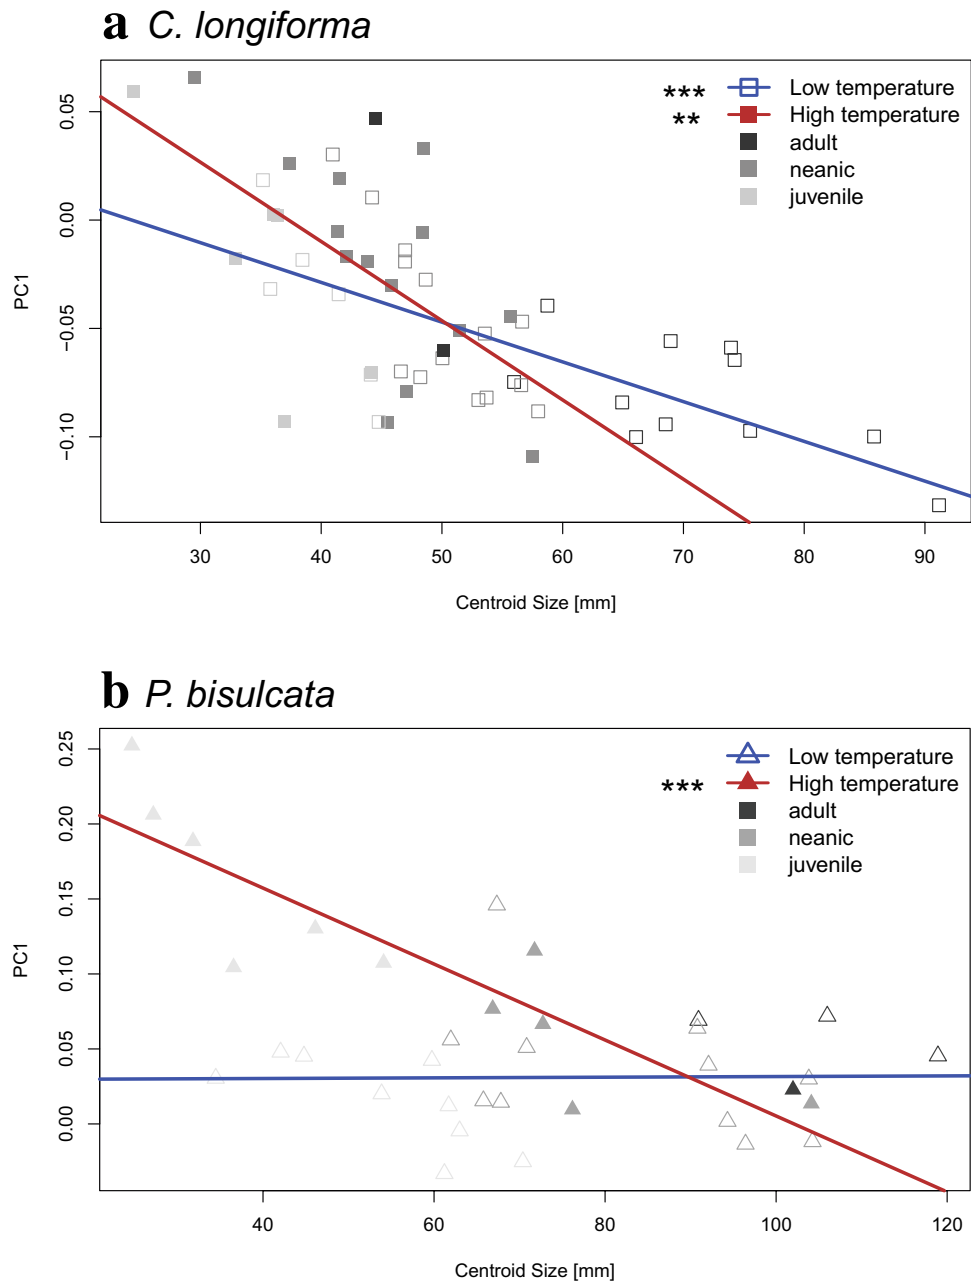 a C. longiforma
*** Low temperature
** High temperature
adult
neanic
juvenile
0.05
0.00
−0.05
−0.10
PC1
30 40 50 60 70 80 90
Centroid Size [mm]
b P. bisulcata
Low temperature
*** High temperature
adult
neanic
juvenile
0.25
0.20
0.15
0.10
0.05
0.00
PC1
40 60 80 100 120
Centroid Size [mm]